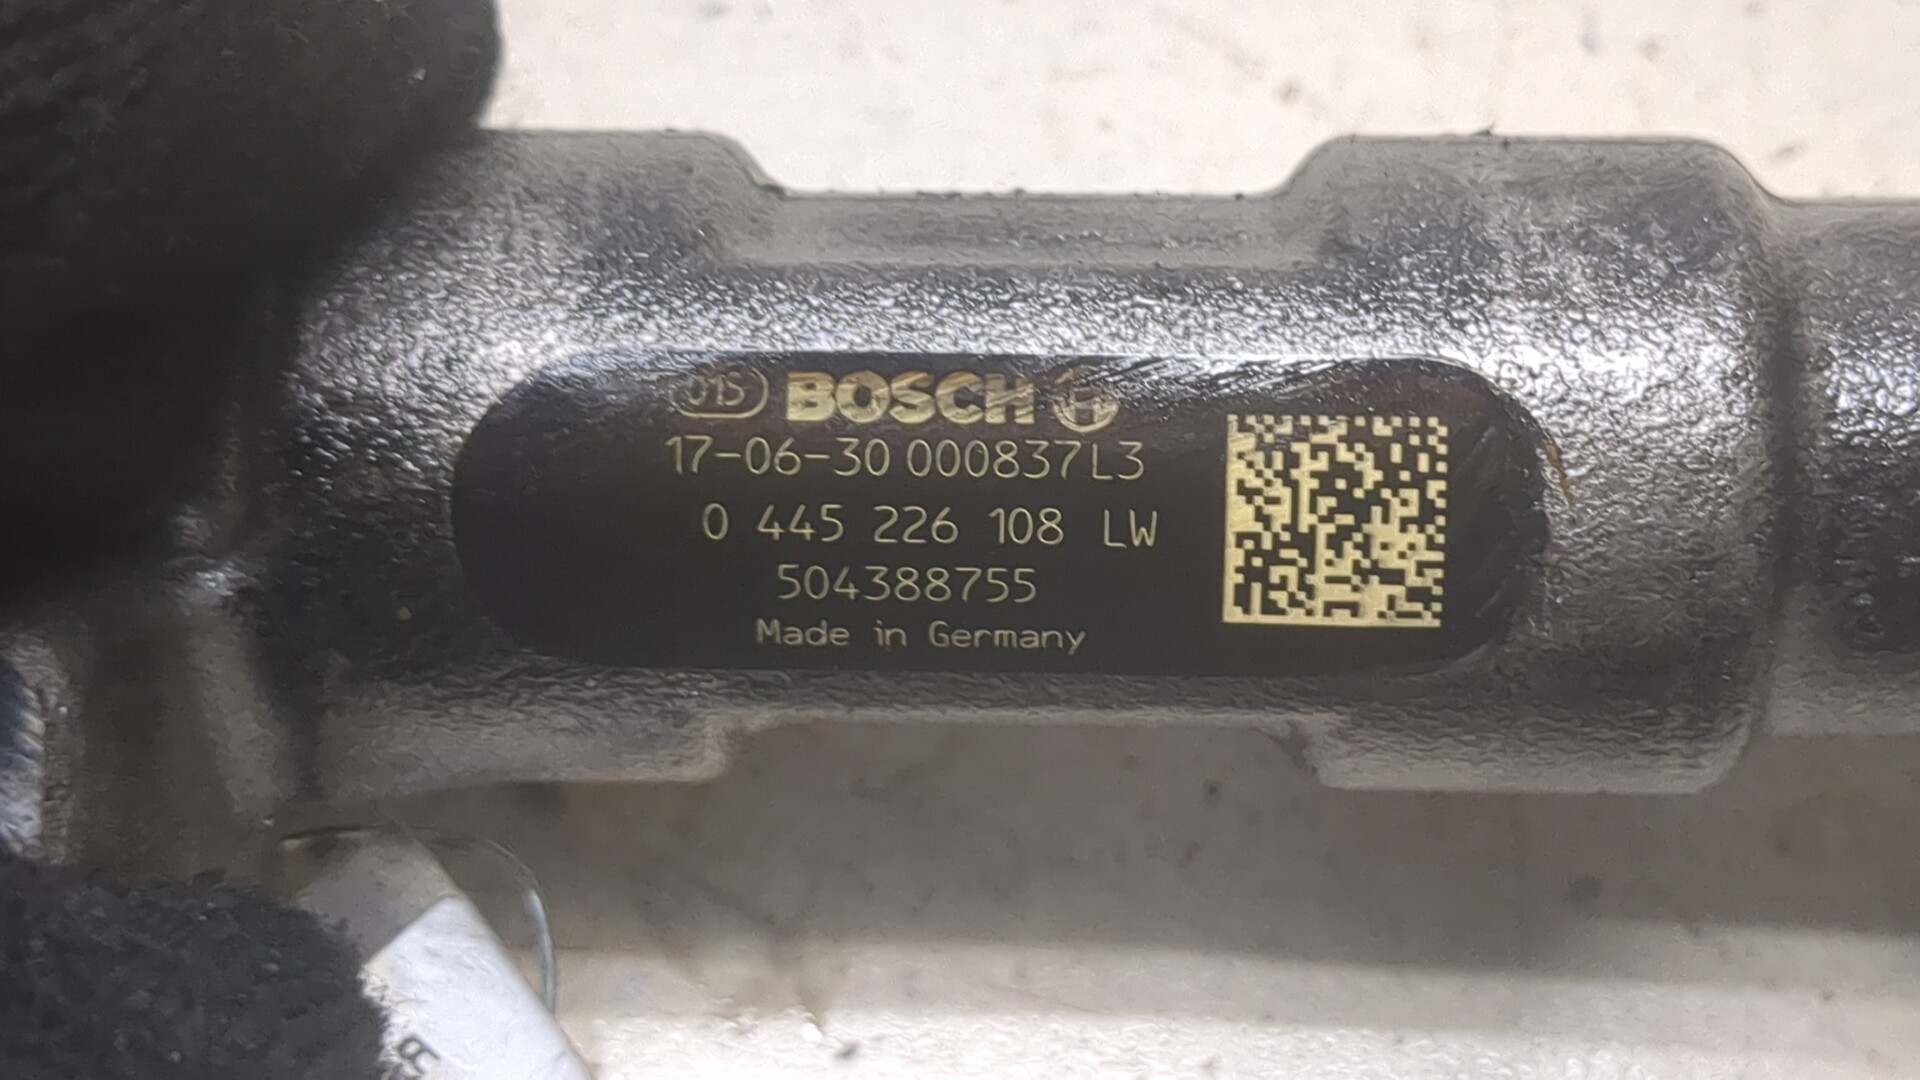 015 BOSCH
17-06-30 000837L3
0 445 226 108 LW
504388755
Made in Germany